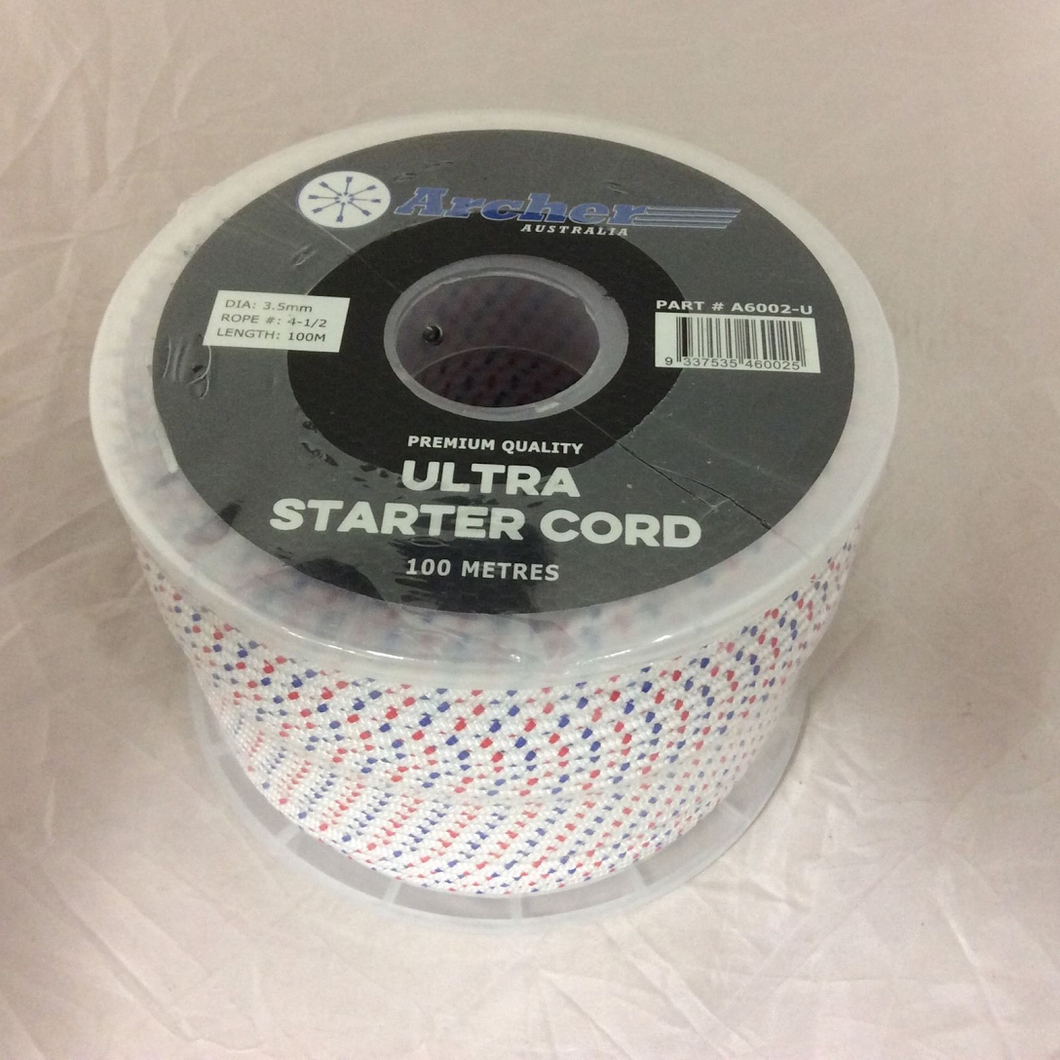 Archer
AUSTRALIA
DIA: 3.5mm
ROPE #: 4-1/2
LENGTH: 100M
PART # A6002-U
9 337535 460025
PREMIUM QUALITY
ULTRA
STARTER CORD
100 METRES